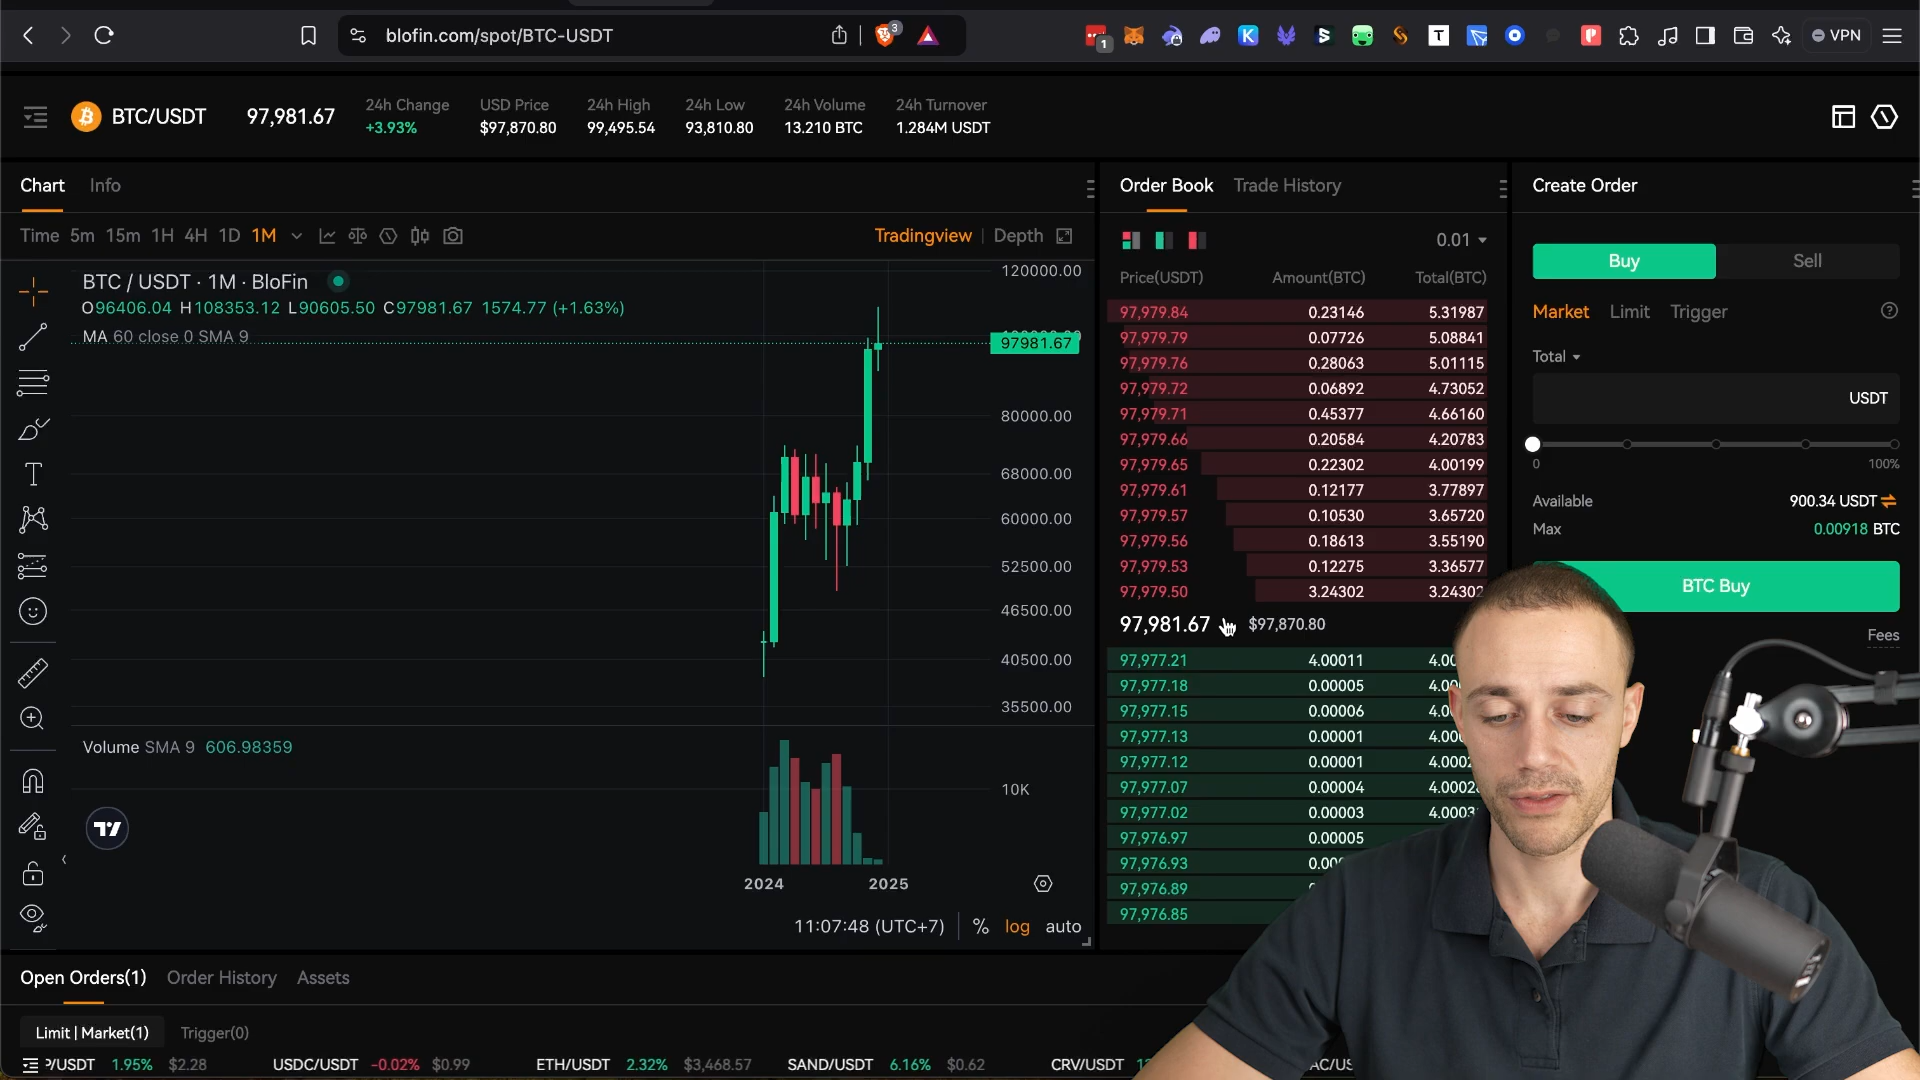 blofin.com/spot/BTC-USDT
3
1
K
S
T
VPN
BTC/USDT
97,981.67
24h Change
+3.93%
USD Price
$97,870.80
24h High
99,495.54
24h Low
93,810.80
24h Volume
13.210 BTC
24h Turnover
1.284M USDT
Chart
Info
Time 5m 15m 1H 4H 1D 1M
Tradingview
Depth
BTC / USDT · 1M · BloFin
O96406.04 H108353.12 L90605.50 C97981.67 1574.77 (+1.63%)
MA 60 close 0 SMA 9
120000.00
97981.67
80000.00
68000.00
60000.00
52500.00
46500.00
40500.00
35500.00
Volume SMA 9 606.98359
10K
2024
2025
11:07:48 (UTC+7)
%
log
auto
Order Book
Trade History
0.01
Price(USDT) Amount(BTC) Total(BTC)
97,979.84 0.23146 5.31987
97,979.79 0.07726 5.08841
97,979.76 0.28063 5.01115
97,979.72 0.06892 4.73052
97,979.71 0.45377 4.66160
97,979.66 0.20584 4.20783
97,979.65 0.22302 4.00199
97,979.61 0.12177 3.77897
97,979.57 0.10530 3.65720
97,979.56 0.18613 3.55190
97,979.53 0.12275 3.36577
97,979.50 3.24302 3.24302
97,981.67 $97,870.80
97,977.21 4.00011
97,977.18 0.00005
97,977.15 0.00006
97,977.13 0.00001
97,977.12 0.00001
97,977.07 0.00004
97,977.02 0.00003
97,976.97 0.00005
97,976.93
97,976.89
97,976.85
Create Order
Buy
Sell
Market
Limit
Trigger
Total
USDT
0
100%
Available
900.34 USDT
Max
0.00918 BTC
BTC Buy
Fees
Open Orders(1)
Order History
Assets
Limit | Market(1)
Trigger(0)
P/USDT 1.95% $2.28
USDC/USDT -0.02% $0.99
ETH/USDT 2.32% $3,468.57
SAND/USDT 6.16% $0.62
CRV/USDT